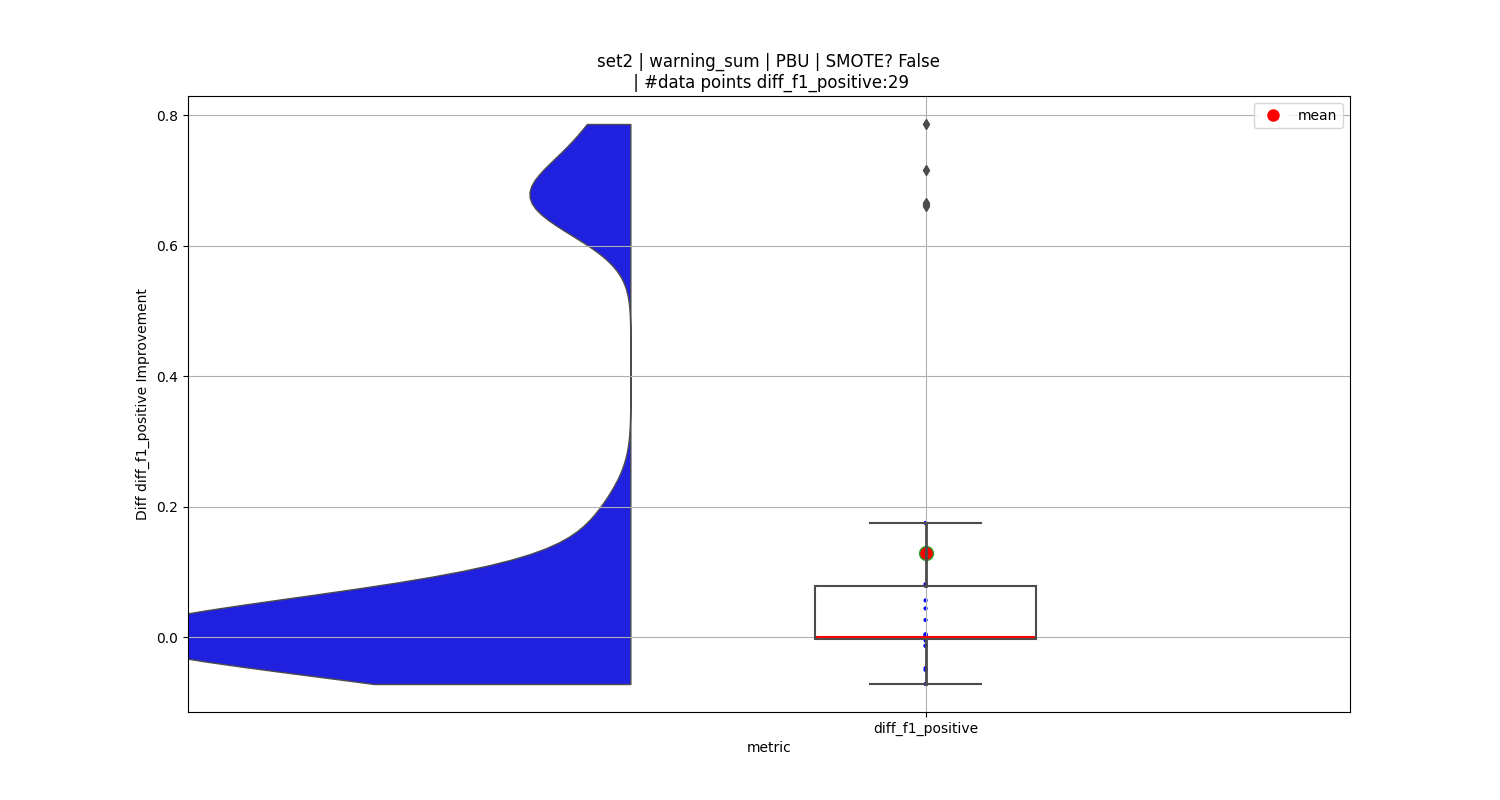 set2 | warning_sum | PBU | SMOTE? False
| #data points diff_f1_positive:29
mean
0.8
0.6
0.4
0.2
0.0
Diff diff_f1_positive Improvement
diff_f1_positive
metric